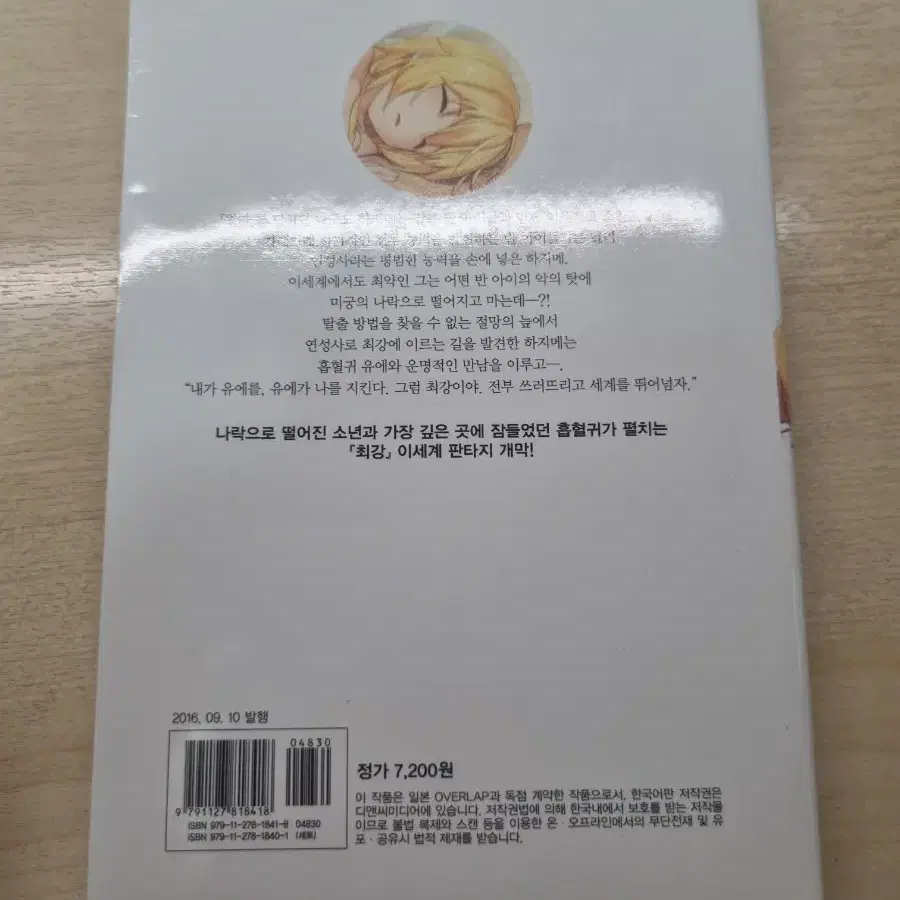 연성사라는 평범한 능력을 손에 넣은 하지메.
이세계에서도 최약인 그는 어떤 반 아이의 악의 탓에
미궁의 나락으로 떨어지고 마는데—?!
탈출 방법을 찾을 수 없는 절망의 늪에서
연성사로 최강에 이르는 길을 발견한 하지메는
흡혈귀 유에와 운명적인 만남을 이루고—.
“내가 유에를, 유에가 나를 지킨다. 그럼 최강이야. 전부 쓰러뜨리고 세계를 뛰어넘자.”
나락으로 떨어진 소년과 가장 깊은 곳에 잠들었던 흡혈귀가 펼치는
『최강』 이세계 판타지 개막!
2016. 09. 10 발행
04830
9 791127 818418
ISBN 979-11-278-1841-8 04830
ISBN 979-11-278-1840-1 (세트)
정가 7,200원
이 작품은 일본 OVERLAP과 독점 계약한 작품으로서, 한국어판 저작권은
디앤씨미디어에 있습니다. 저작권법에 의해 한국내에서 보호를 받는 저작물
이므로 불법 복제와 스캔 등을 이용한 온·오프라인에서의 무단전재 및 유
포·공유시 법적 제재를 받습니다.